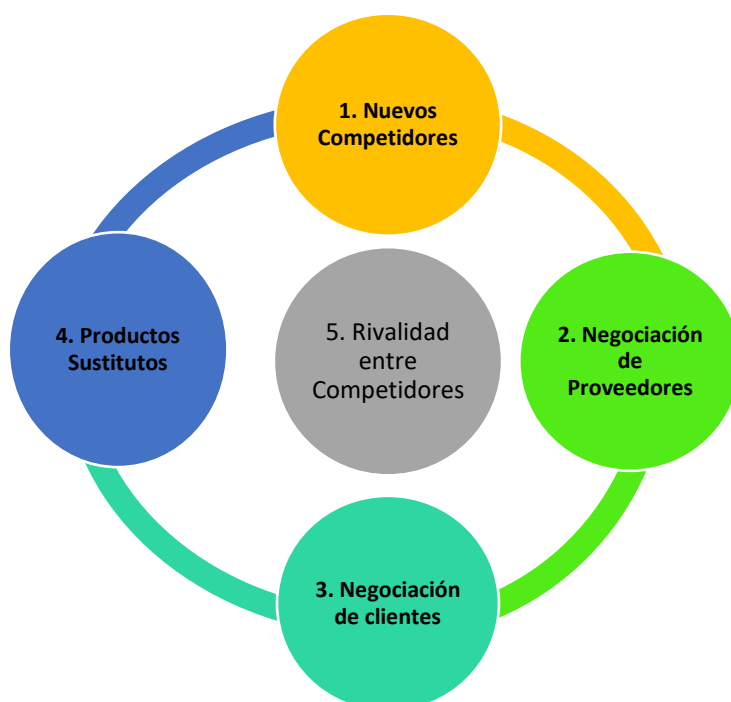 1. Nuevos
Competidores
2. Negociación
de
Proveedores
3. Negociación
de clientes
4. Productos
Sustitutos
5. Rivalidad
entre
Competidores